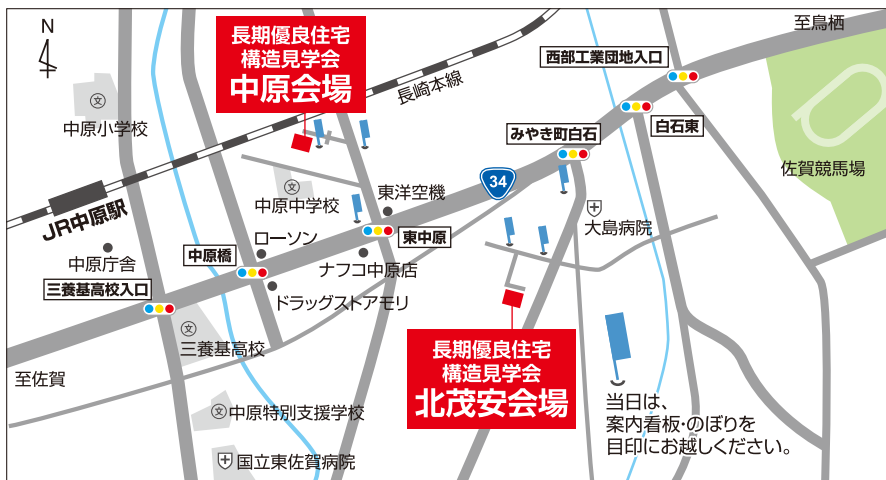 N
至鳥栖
長期優良住宅
構造見学会
中原会場
西部工業団地入口
長崎本線
文
中原小学校
みやき町白石
白石東
佐賀競馬場
34
文
中原中学校
東洋空機
大島病院
JR中原駅
東中原
ローソン
中原橋
中原庁舎
ナフコ中原店
三養基高校入口
ドラッグストアモリ
文
三養基高校
長期優良住宅
構造見学会
北茂安会場
至佐賀
当日は、
案内看板・のぼりを
目印にお越しください。
文
中原特別支援学校
国立東佐賀病院